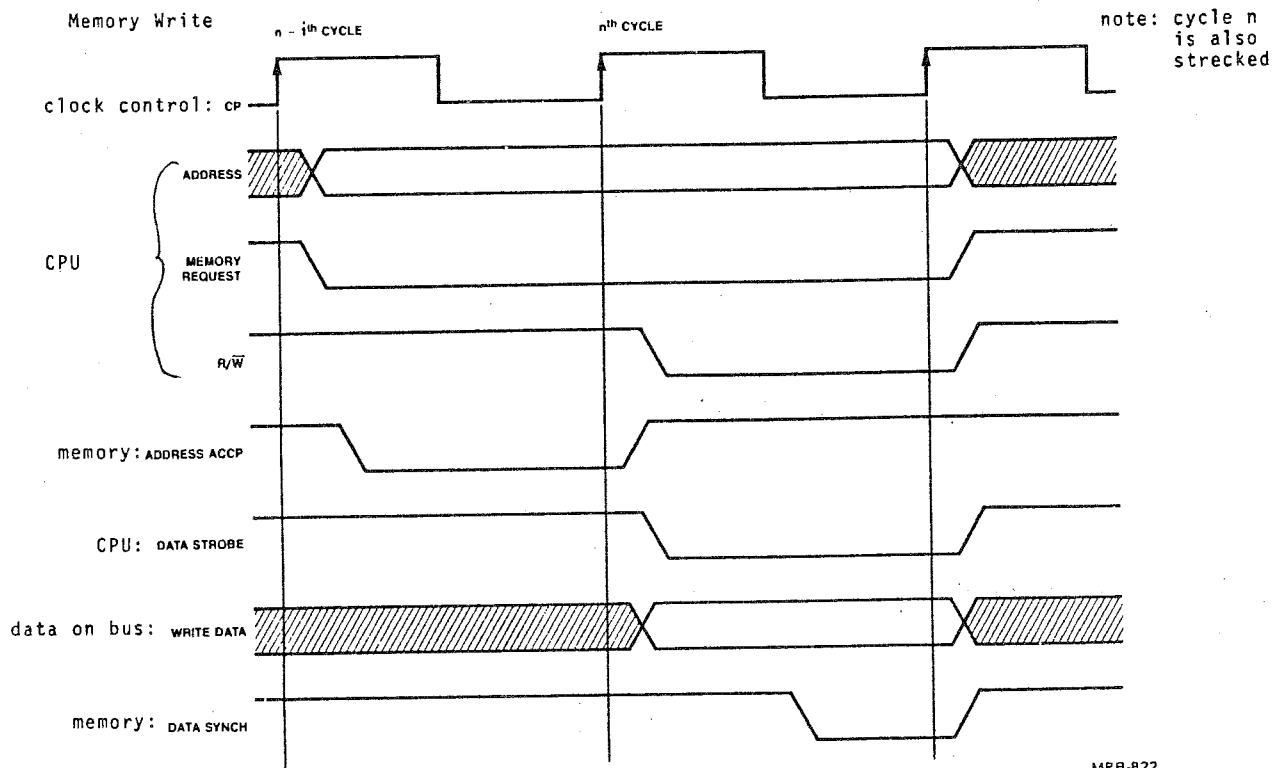 Memory Write
n - iᵗʰ CYCLE
nᵗʰ CYCLE
note: cycle n
is also
strecked
clock control: CP
ADDRESS
CPU
MEMORY
REQUEST
R/W̅
memory: ADDRESS ACCP
CPU: DATA STROBE
data on bus: WRITE DATA
memory: DATA SYNCH